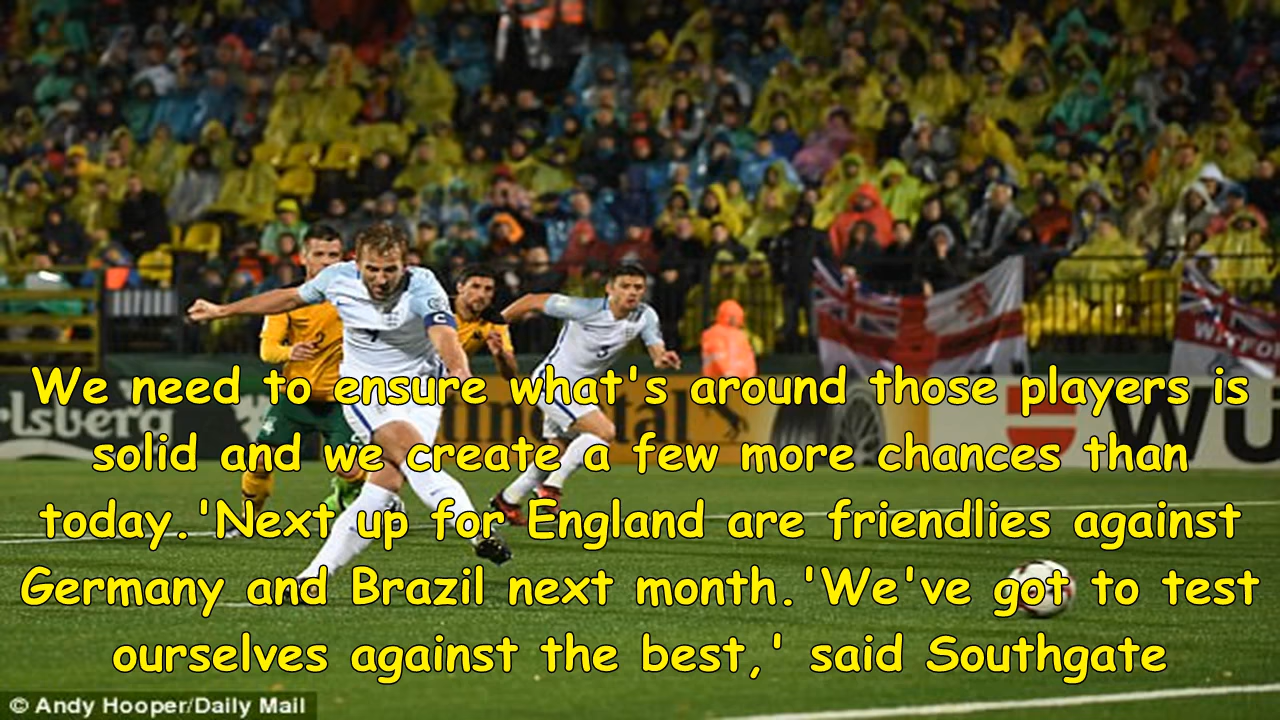 We need to ensure what's around those players is
solid and we create a few more chances than
today.'Next up for England are friendlies against
Germany and Brazil next month.'We've got to test
ourselves against the best,' said Southgate
lsberg
WÜ
© Andy Hooper/Daily Mail